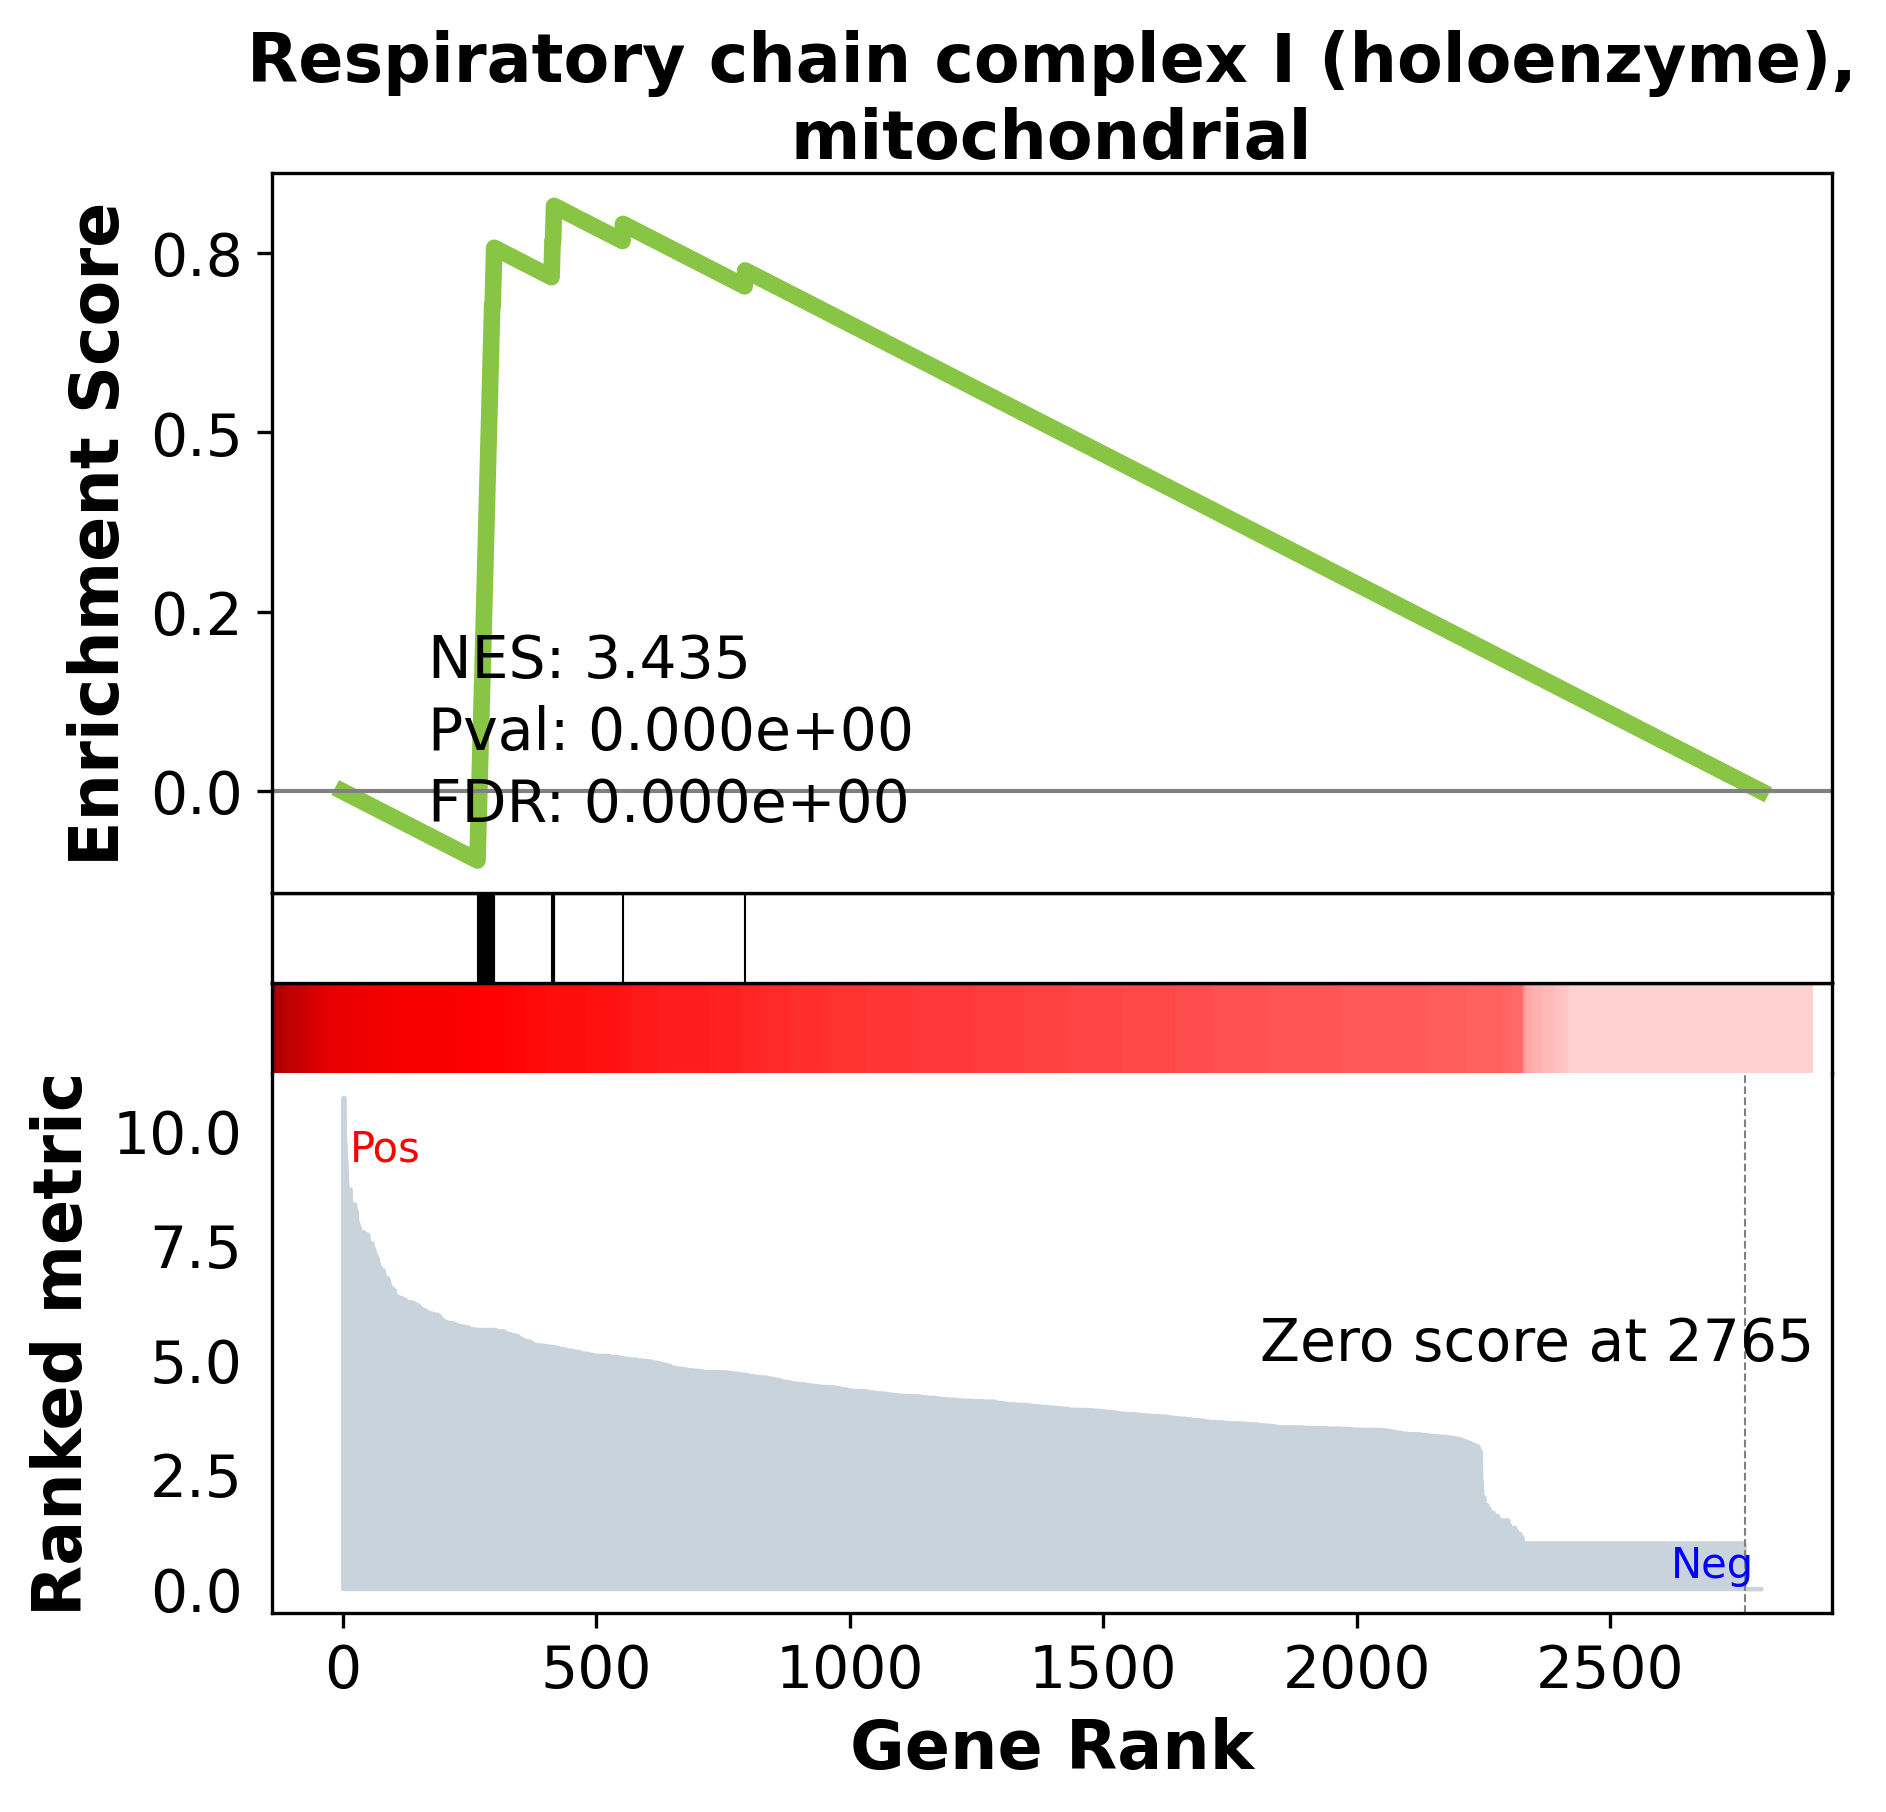 Respiratory chain complex I (holoenzyme),
mitochondrial
Enrichment Score
0.8
0.5
0.2
0.0
NES: 3.435
Pval: 0.000e+00
FDR: 0.000e+00
Ranked metric
10.0
7.5
5.0
2.5
0.0
Pos
Zero score at 2765
Neg
0 500 1000 1500 2000 2500
Gene Rank